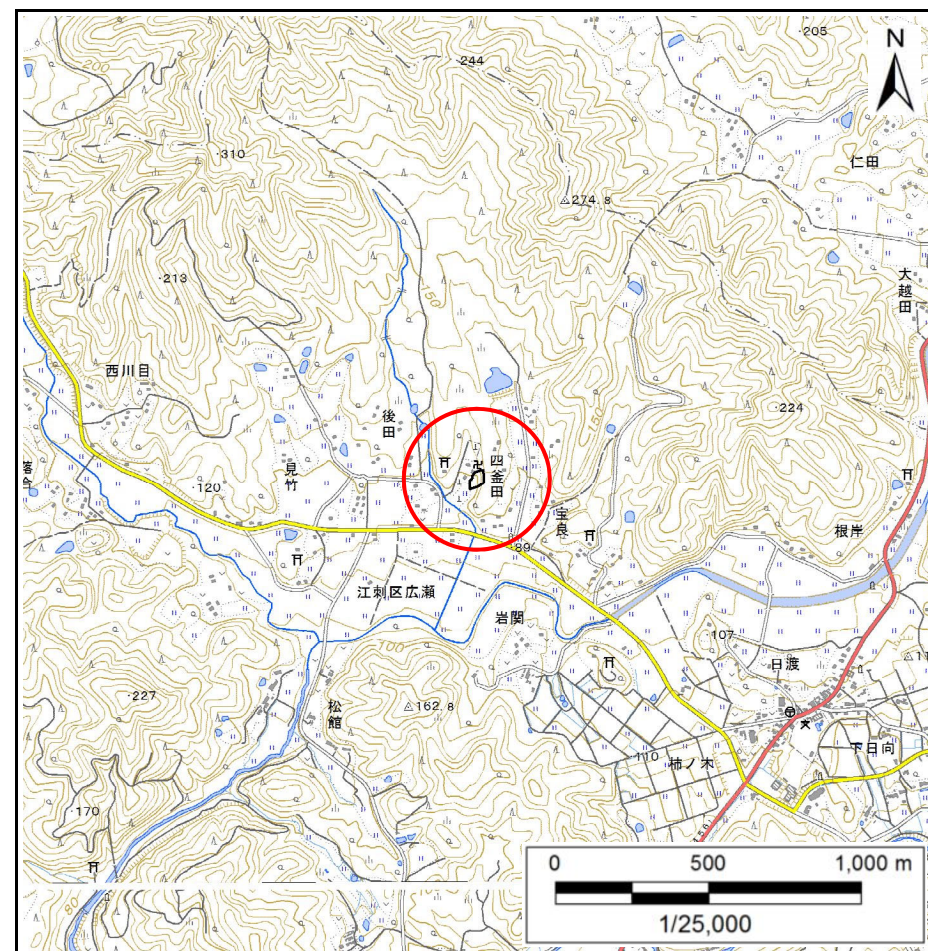 205
N
244
310
仁田
274.8
大越田
213
150
西川目
224
後田
150
四釜田
見竹
120
宝良
根岸
89
江刺区広瀬
岩関
107
日渡
227
松館
162.8
110
柿ノ木
下日向
170
0 500 1,000 m
1/25,000